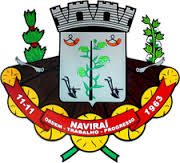 NAVIRAÍ
11-11
ORDEM - TRABALHO - PROGRESSO
1963